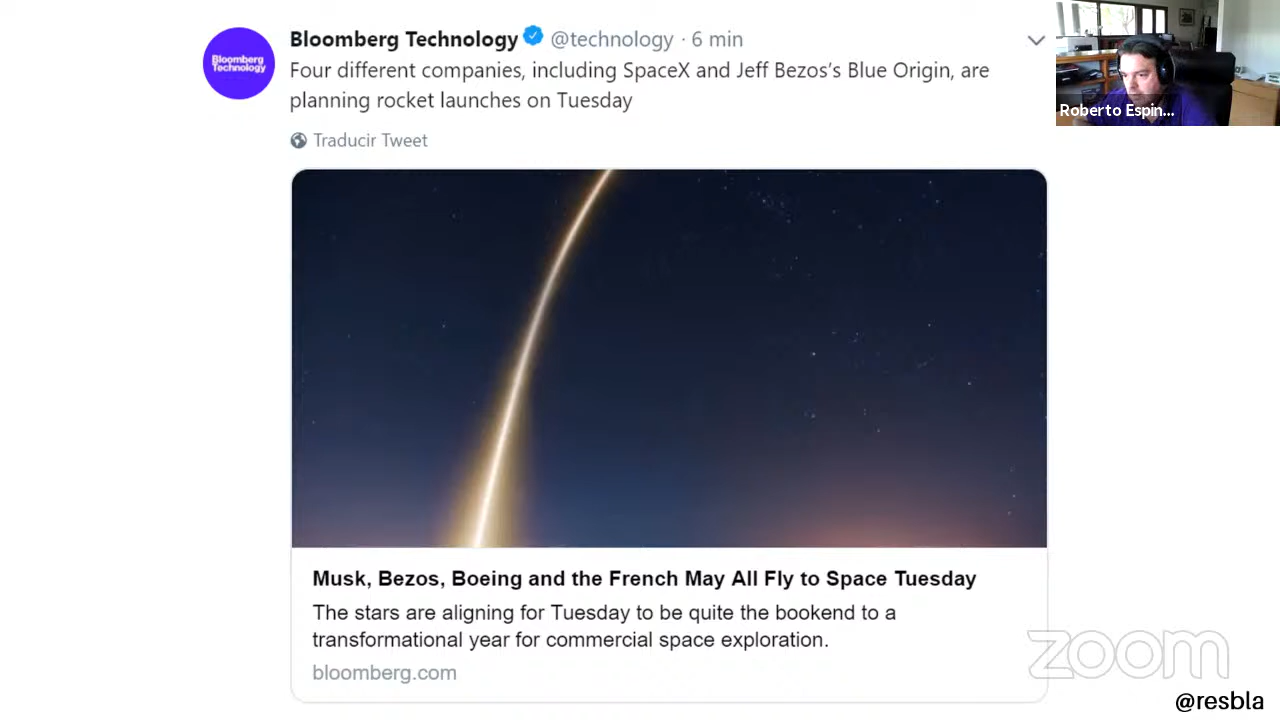 Bloomberg Technology @technology · 6 min
Bloomberg
Technology
Four different companies, including SpaceX and Jeff Bezos’s Blue Origin, are
planning rocket launches on Tuesday
Traducir Tweet
Roberto Espin...
Musk, Bezos, Boeing and the French May All Fly to Space Tuesday
The stars are aligning for Tuesday to be quite the bookend to a
transformational year for commercial space exploration.
bloomberg.com
zoom
@resbla